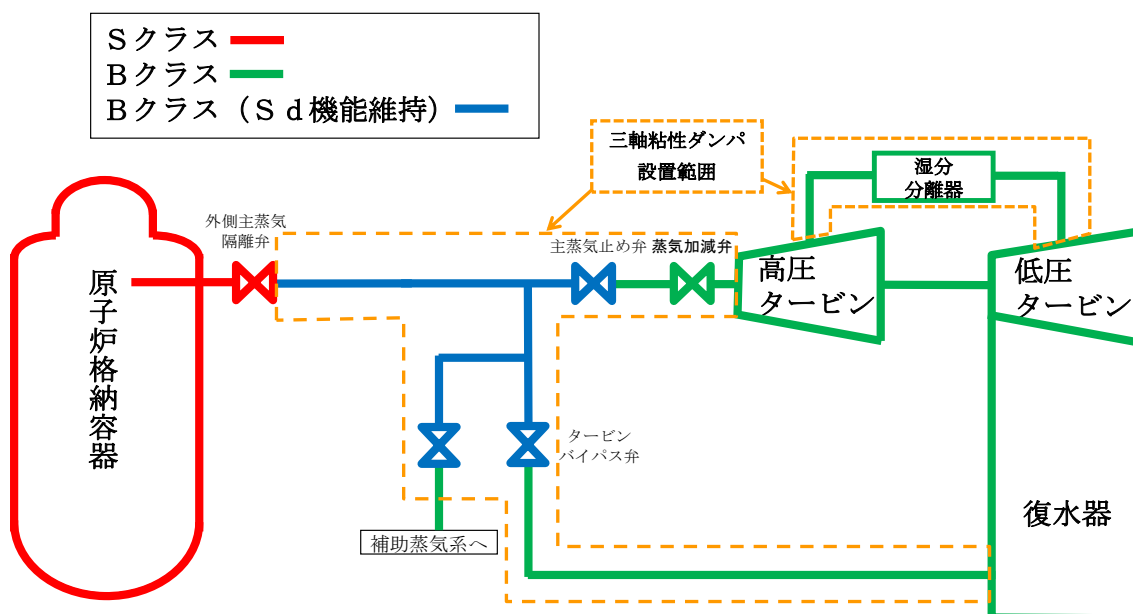 Sクラス
Bクラス
Bクラス（Sd機能維持）
三軸粘性ダンパ
設置範囲
湿分
分離器
外側主蒸気
隔離弁
主蒸気止め弁
蒸気加減弁
高圧
タービン
低圧
タービン
原子炉格納容器
タービン
バイパス弁
補助蒸気系へ
復水器